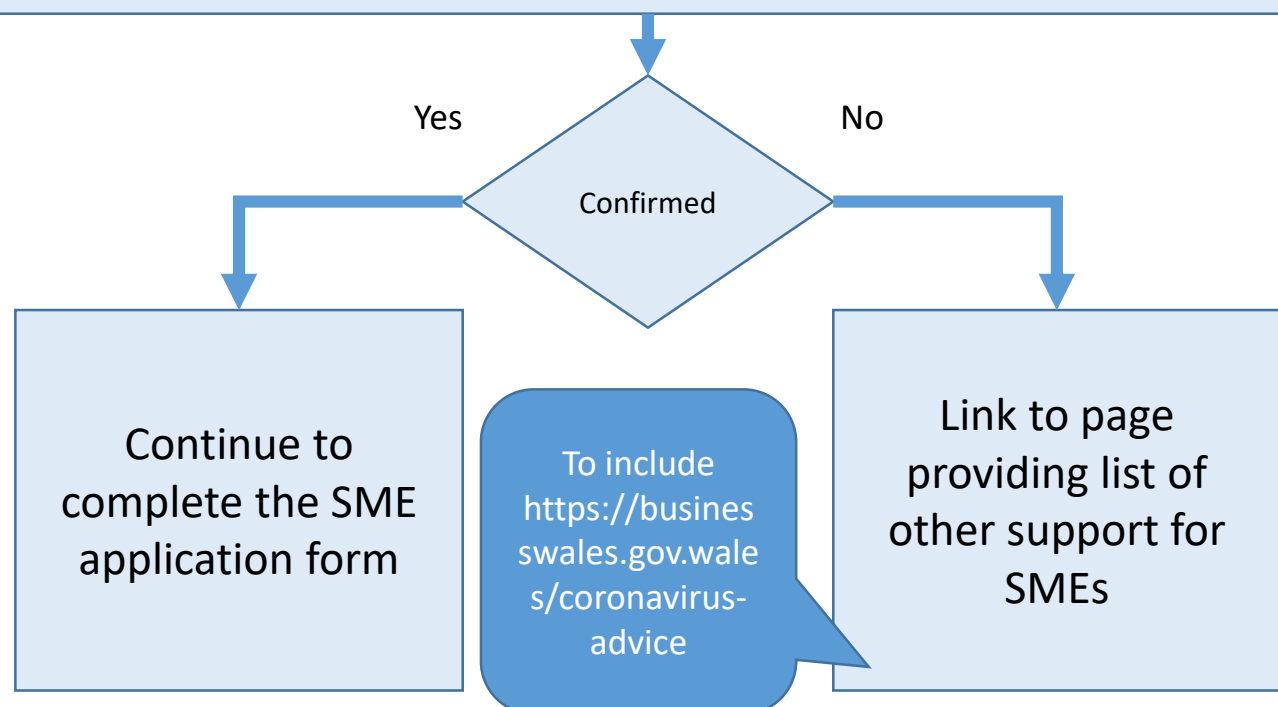 Yes
No
Confirmed
Continue to
complete the SME
application form
To include
https://busines
swales.gov.wale
s/coronavirus-
advice
Link to page
providing list of
other support for
SMEs